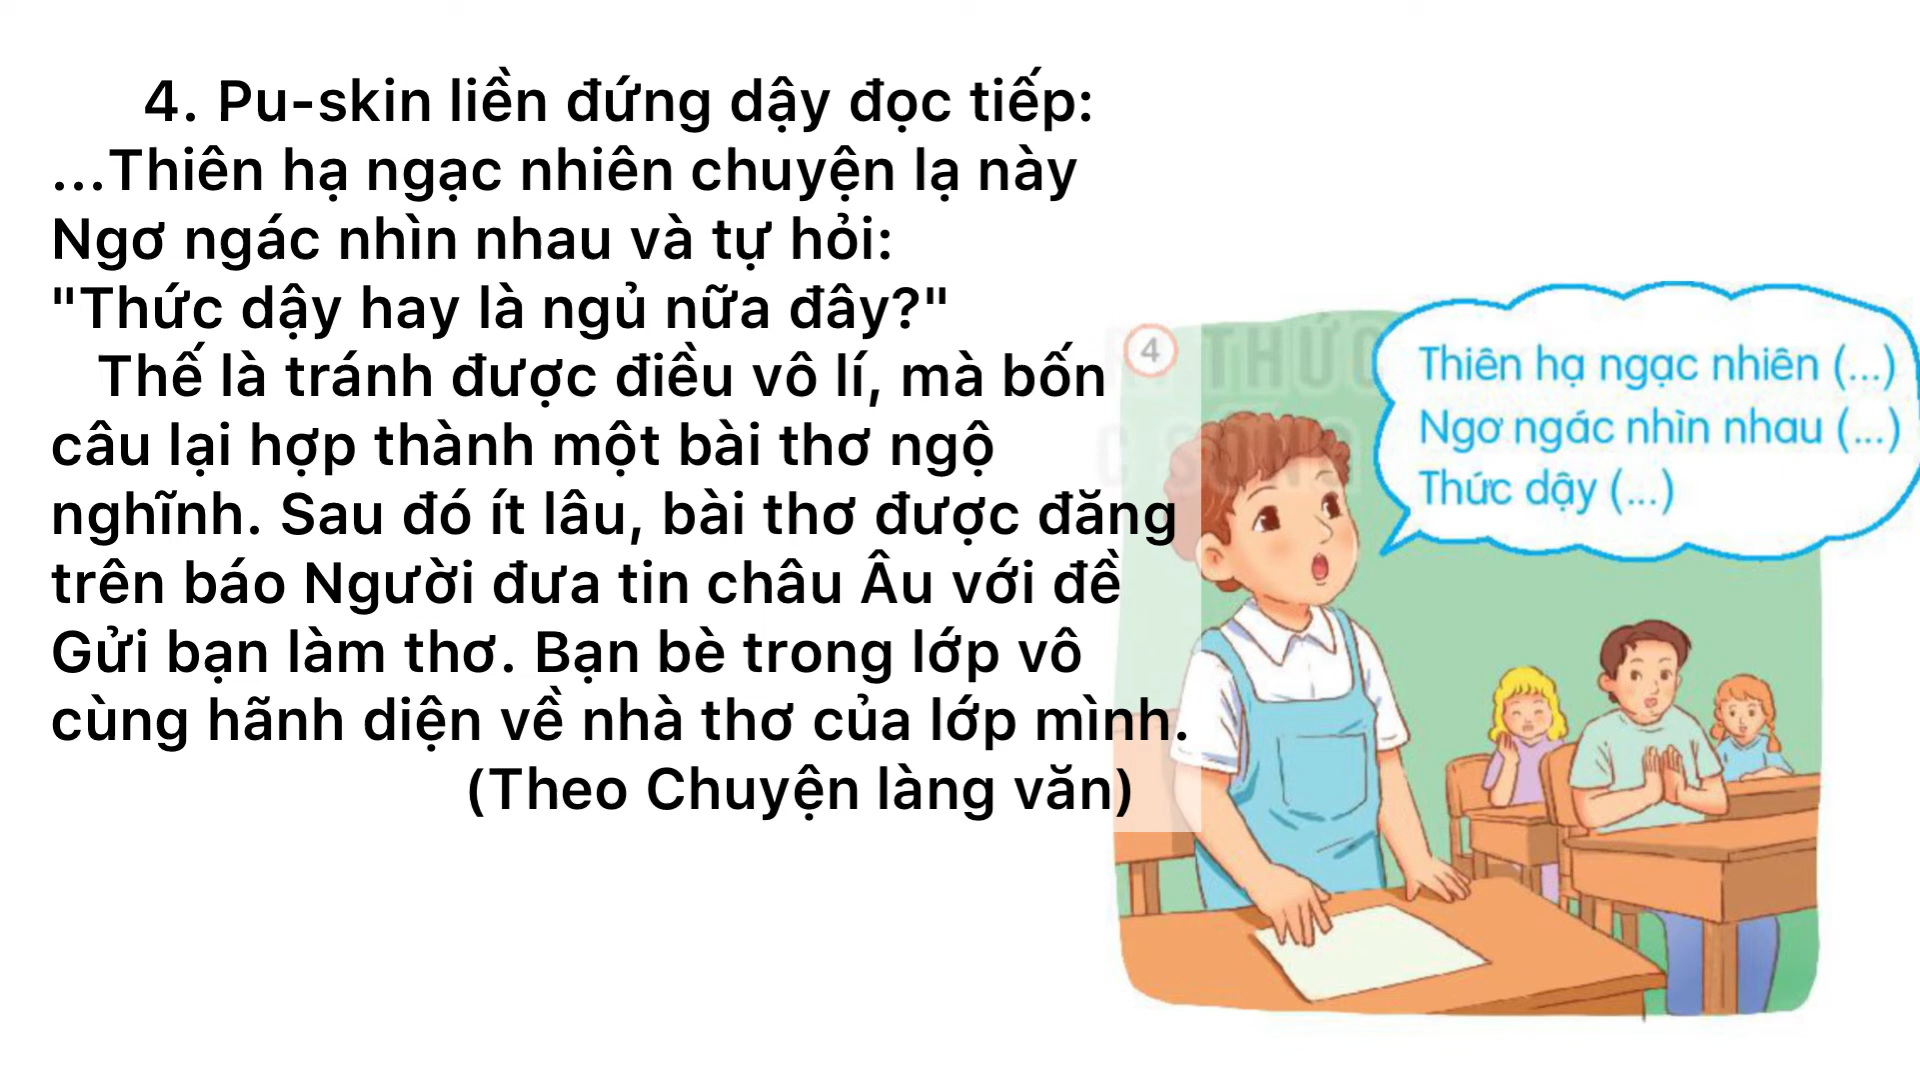 4. Pu-skin liền đứng dậy đọc tiếp:
...Thiên hạ ngạc nhiên chuyện lạ này
Ngơ ngác nhìn nhau và tự hỏi:
"Thức dậy hay là ngủ nữa đây?"
Thế là tránh được điều vô lí, mà bốn
câu lại hợp thành một bài thơ ngộ
nghĩnh. Sau đó ít lâu, bài thơ được đăng
trên báo Người đưa tin châu Âu với đề
Gửi bạn làm thơ. Bạn bè trong lớp vô
cùng hãnh diện về nhà thơ của lớp mình.
(Theo Chuyện làng văn)
4
THỨC
C SỐNG
Thiên hạ ngạc nhiên (...)
Ngơ ngác nhìn nhau (...)
Thức dậy (...)